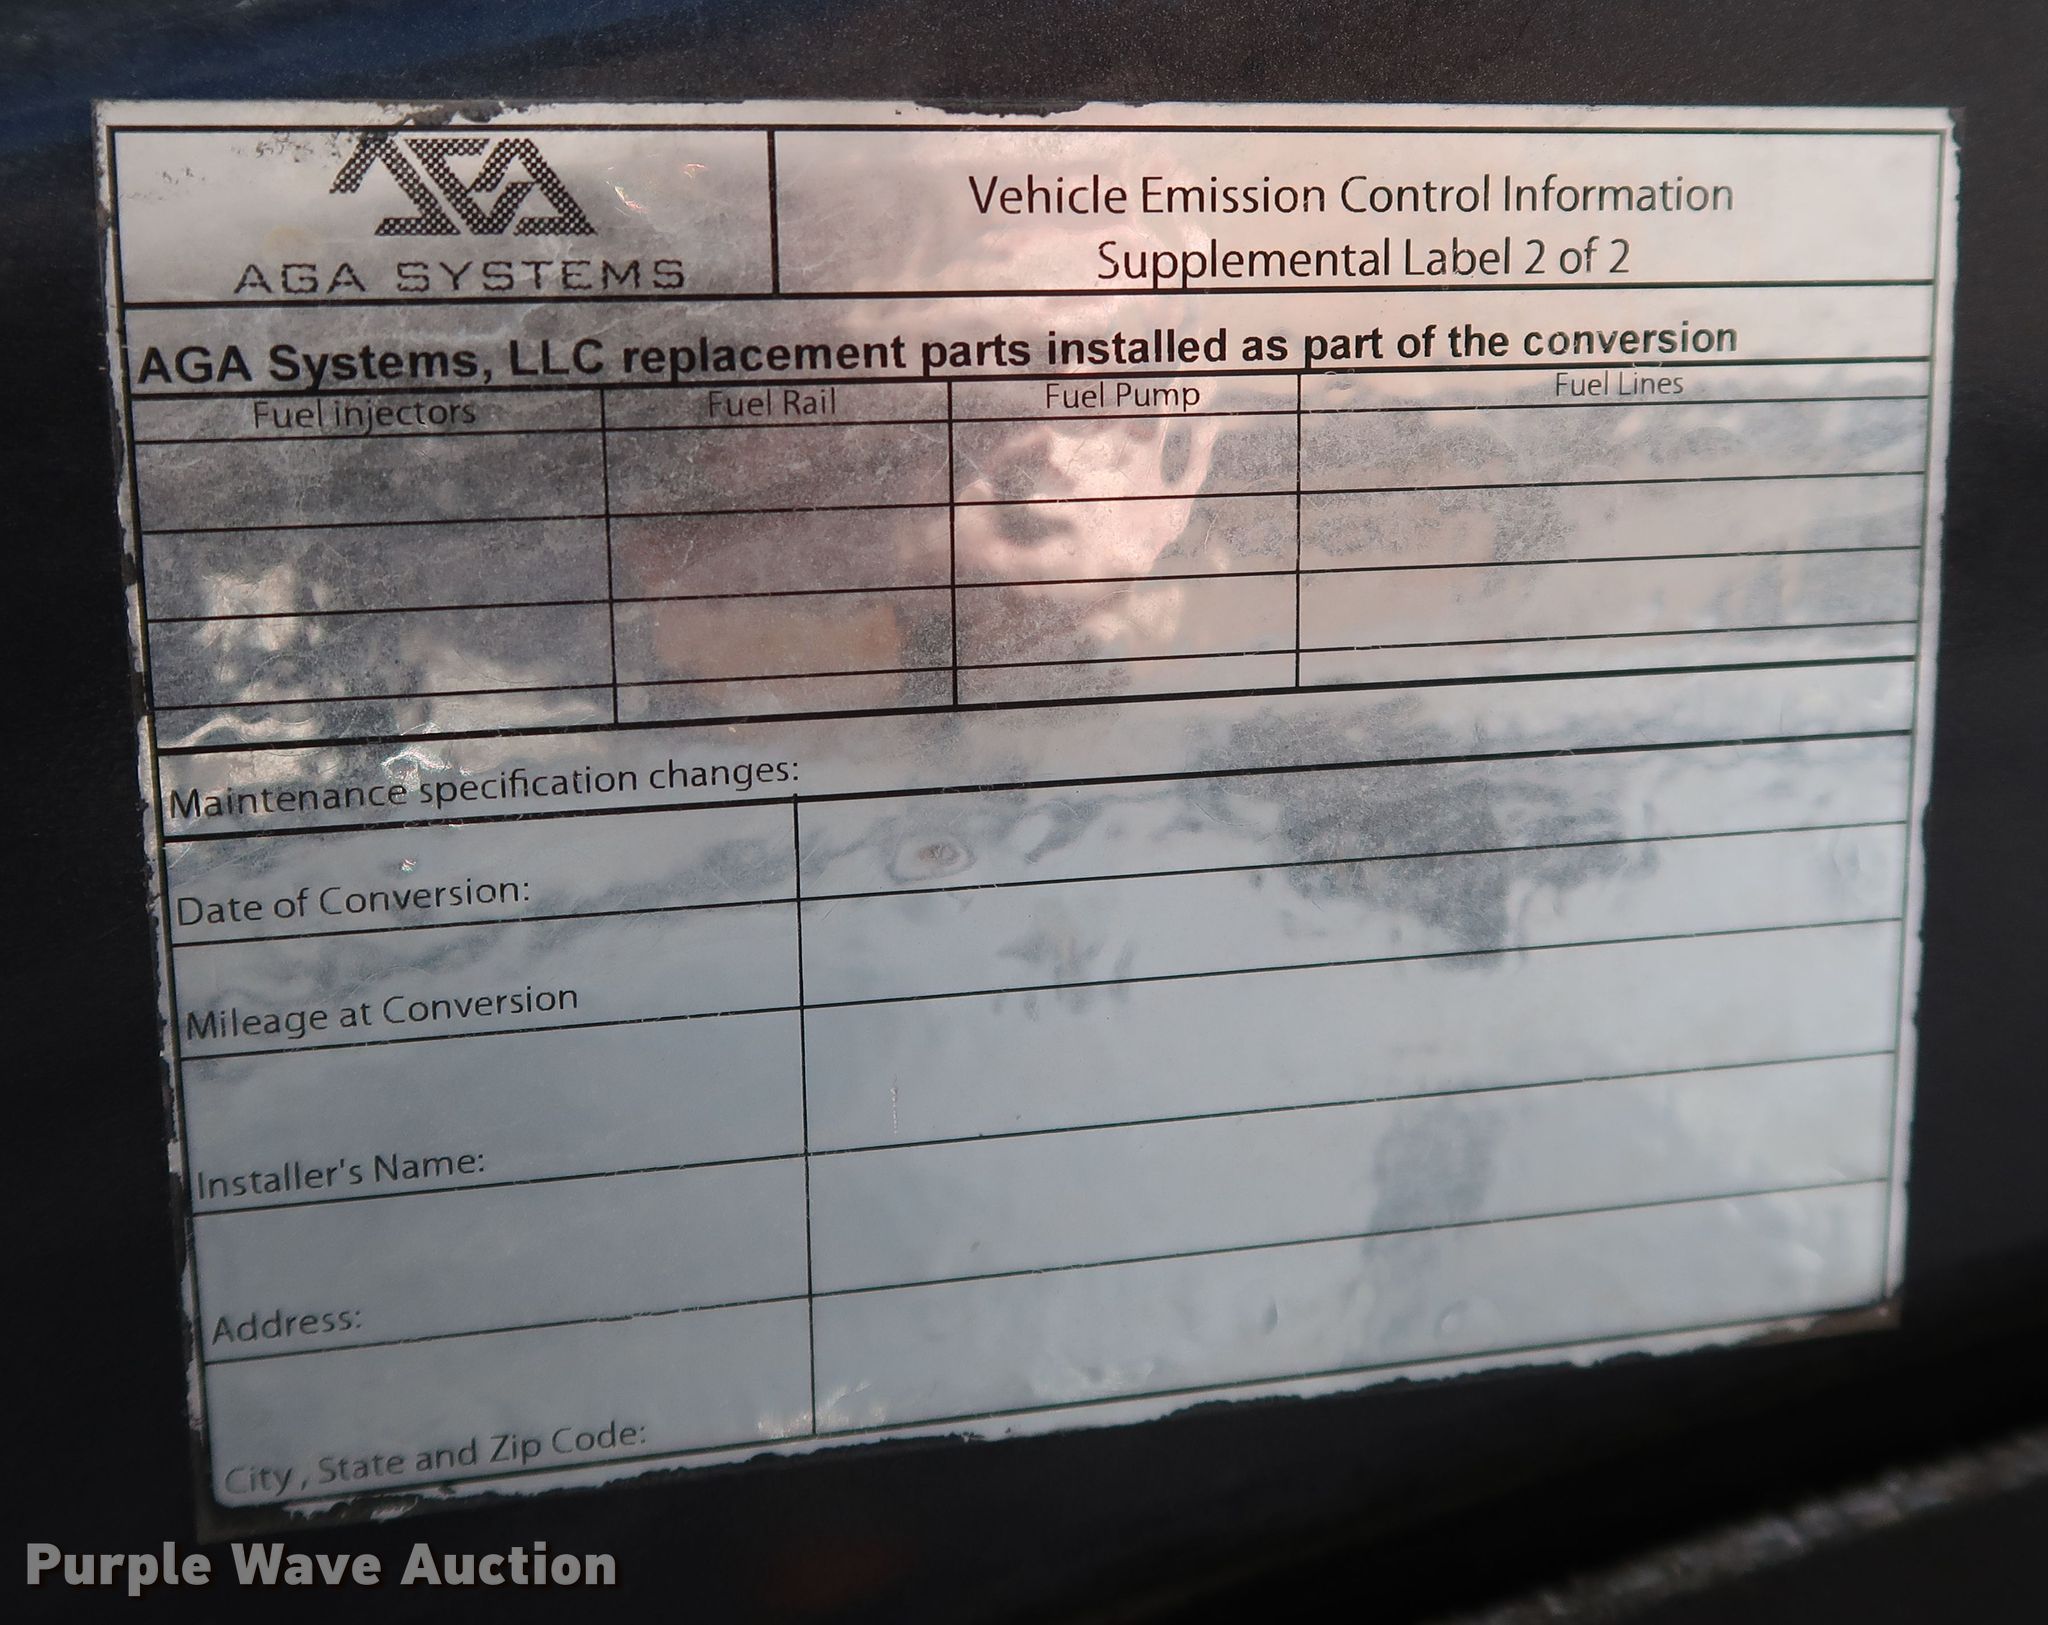 AGA SYSTEMS
Vehicle Emission Control Information
Supplemental Label 2 of 2
AGA Systems, LLC replacement parts installed as part of the conversion
Fuel injectors Fuel Rail Fuel Pump Fuel Lines
Maintenance specification changes:
Date of Conversion:
Mileage at Conversion
Installer's Name:
Address:
City, State and Zip Code:
Purple Wave Auction